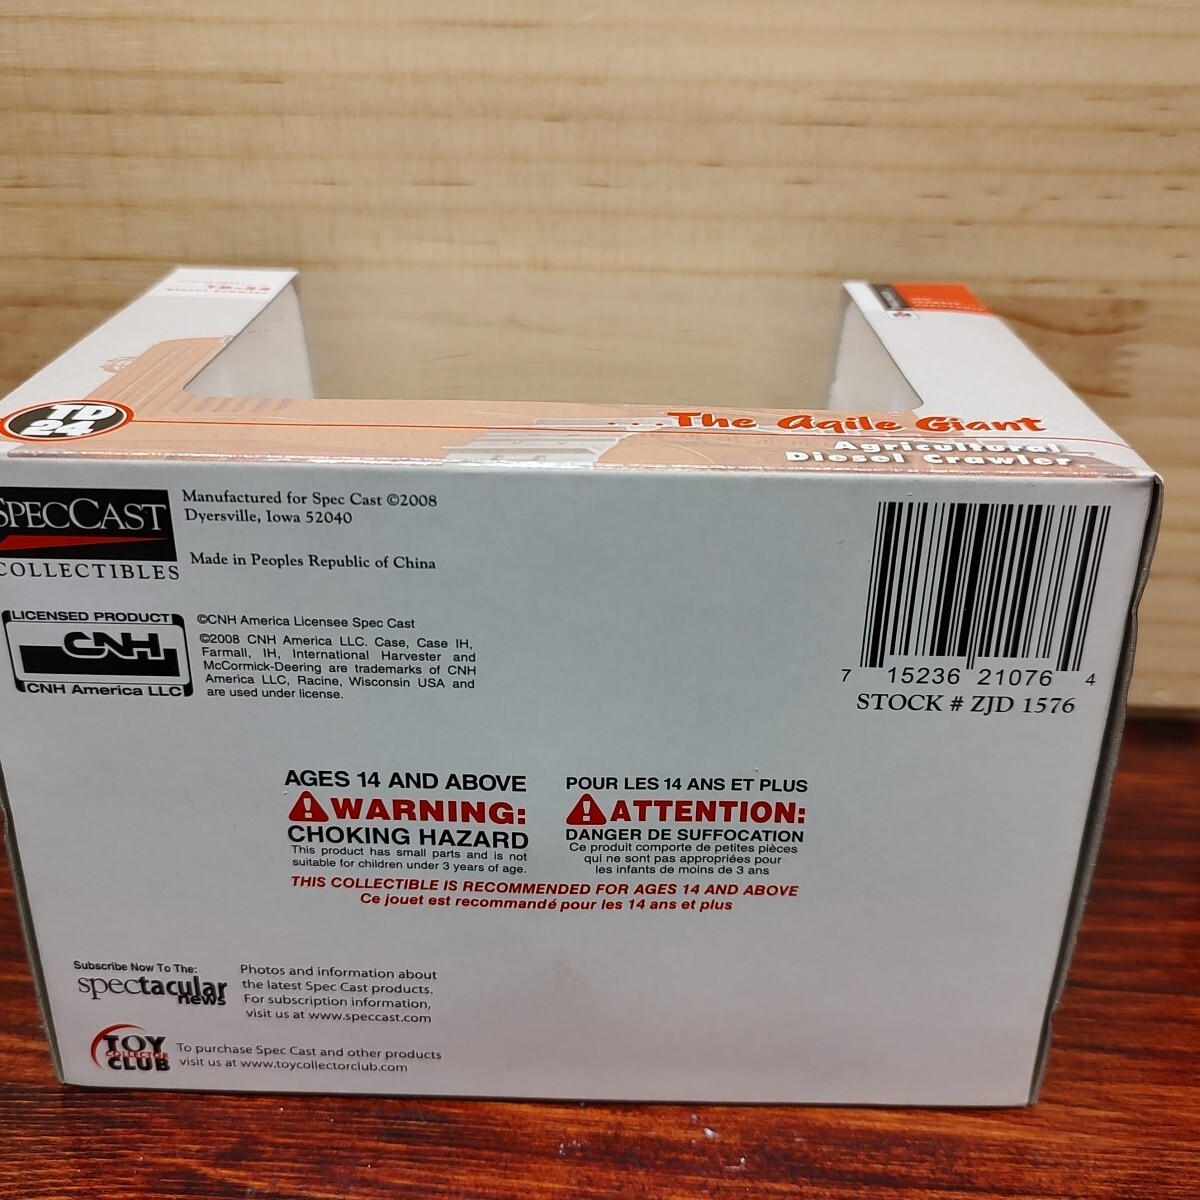 TD-24
Diesel Crawler
TD
24
...The Agile Giant
Agricultural
Diesel Crawler
SPECCAST
COLLECTIBLES
Manufactured for Spec Cast ©2008
Dyersville, Iowa 52040
Made in Peoples Republic of China
LICENSED PRODUCT
CNH
CNH America LLC
©CNH America Licensee Spec Cast
©2008 CNH America LLC. Case, Case IH,
Farmall, IH, International Harvester and
McCormick-Deering are trademarks of CNH
America LLC, Racine, Wisconsin USA and
are used under license.
7 15236 21076 4
STOCK # ZJD 1576
AGES 14 AND ABOVE
WARNING:
CHOKING HAZARD
This product has small parts and is not
suitable for children under 3 years of age.
POUR LES 14 ANS ET PLUS
ATTENTION:
DANGER DE SUFFOCATION
Ce produit comporte de petites pièces
qui ne sont pas appropriées pour
les infants de moins de 3 ans
THIS COLLECTIBLE IS RECOMMENDED FOR AGES 14 AND ABOVE
Ce jouet est recommandé pour les 14 ans et plus
Subscribe Now To The:
spectacular
news
Photos and information about
the latest Spec Cast products.
For subscription information,
visit us at www.speccast.com
TOY
COLLECTOR
CLUB
To purchase Spec Cast and other products
visit us at www.toycollectorclub.com